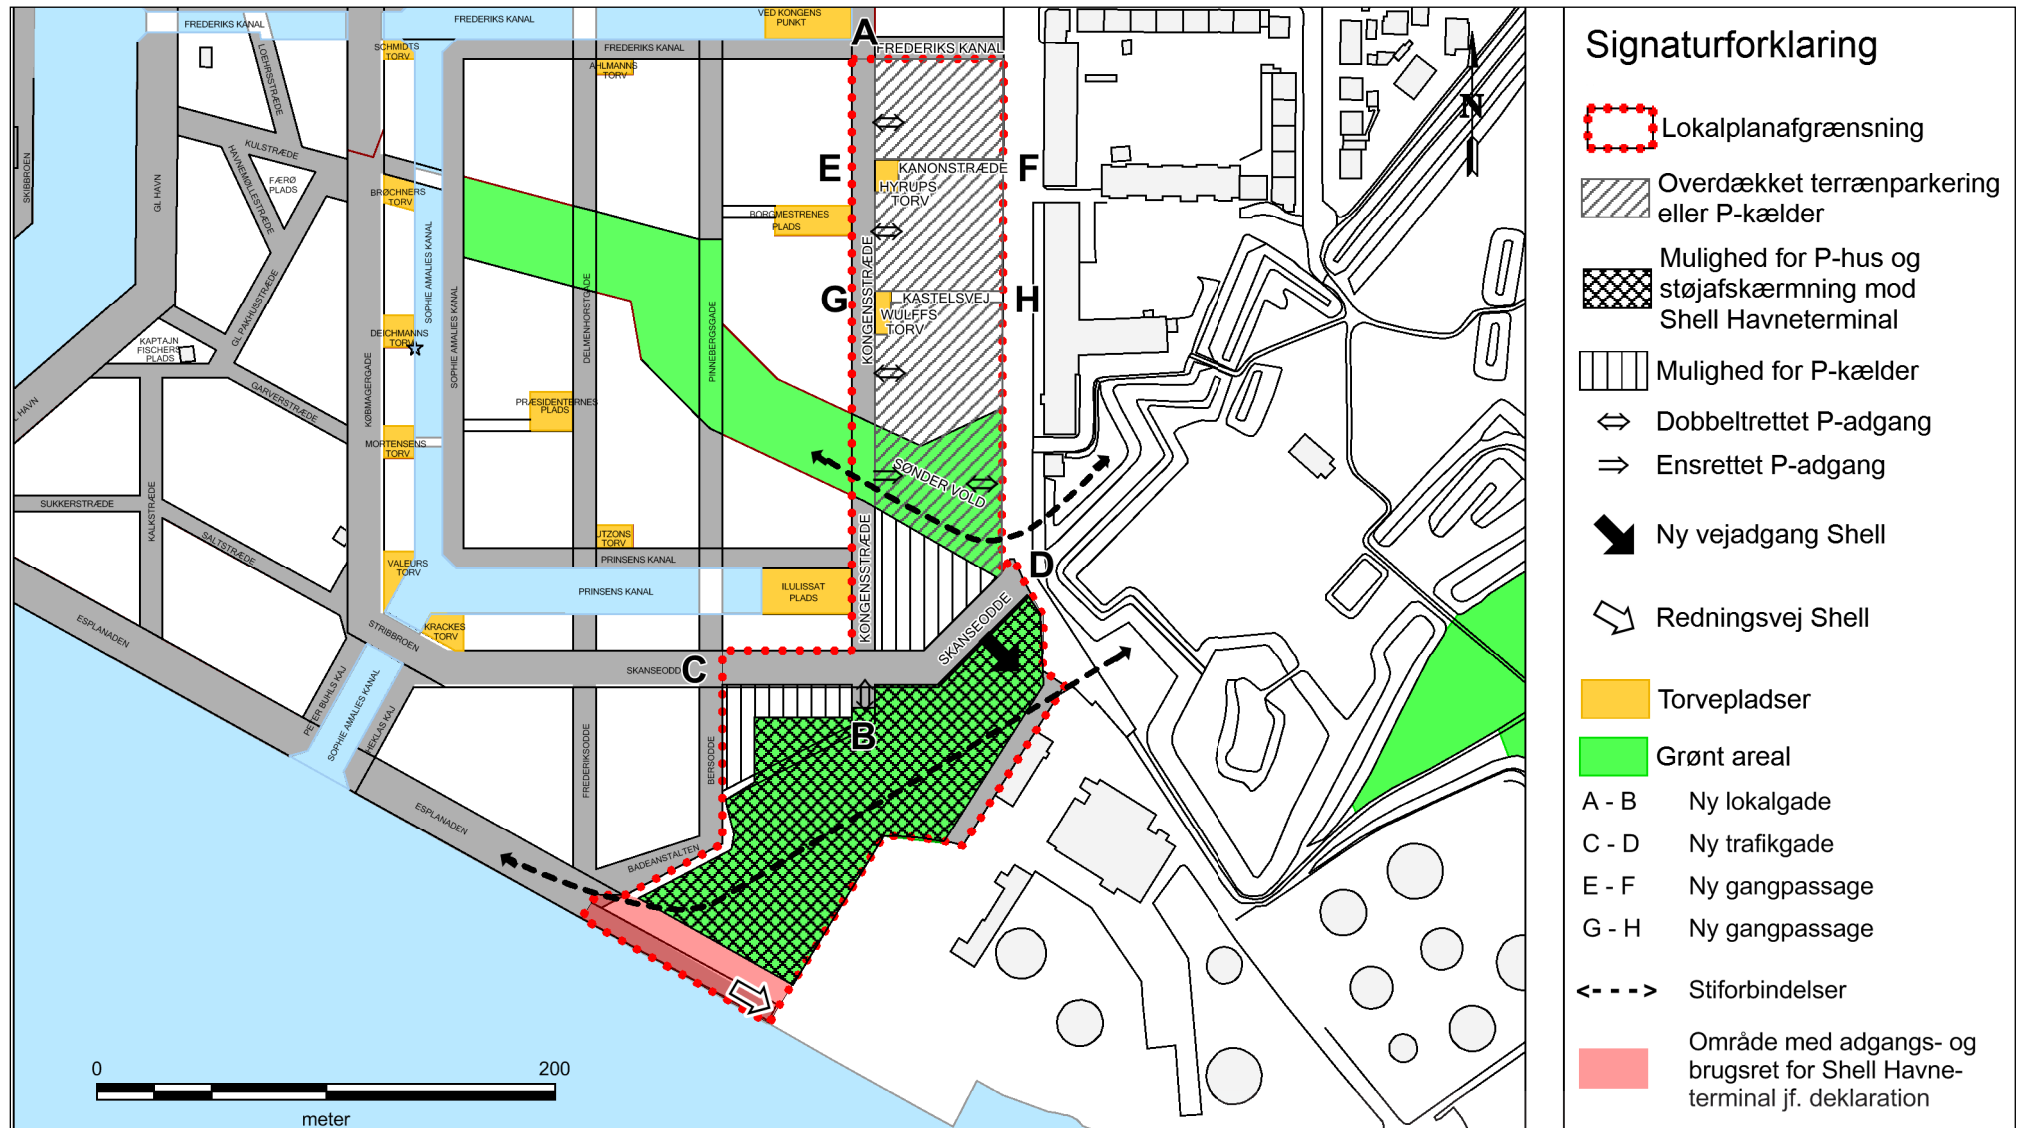 FREDERIKS KANAL
FREDERIKS KANAL
VED KONGENS
PUNKT
A
SCHMIDTS
TORV
FREDERIKS KANAL
FREDERIKS KANAL
AHLMANNS
TORV
LOEHRSSTRÆDE
SKIBBROEN
GL HAVN
KULSTRÆDE
HAVNEMØLLESTRÆDE
FÆRØ
PLADS
BRØCHNERS
TORV
E
KANONSTRÆDE
F
HYRUPS
TORV
BORGMESTRENES
PLADS
SOPHIE AMALIES KANAL
KONGENSSTRÆDE
GL PAKHUSSTRÆDE
DELMENHORSTGADE
PINNEBERGSGADE
SOPHIE AMALIES KANAL
G
KASTELSVEJ
H
WULFFS
TORV
DEICHMANNS
TORV
KAPTAJN
FISCHERS
PLADS
KØBMAGERGADE
GARVERSTRÆDE
L HAVN
PRÆSIDENTERNES
PLADS
MORTENSENS
TORV
SØNDER VOLD
SUKKERSTRÆDE
KALKSTRÆDE
SALTSTRÆDE
UTZONS
TORV
PRINSENS KANAL
KONGENSSTRÆDE
D
VALEURS
TORV
PRINSENS KANAL
ILULISSAT
PLADS
ESPLANADEN
STRIBBROEN
KRACKES
TORV
SKANSEODDE
C
SKANSEODD
PETER BUHLS KAJ
SOPHIE AMALIES KANAL
HEKLAS KAJ
B
FREDERIKSODDE
BERSODDE
ESPLANADEN
BADEANSTALTEN
0
200
meter
N
Signaturforklaring
Lokalplanafgrænsning
Overdækket terrænparkering
eller P-kælder
Mulighed for P-hus og
støjafskærmning mod
Shell Havneterminal
Mulighed for P-kælder
Dobbeltrettet P-adgang
Ensrettet P-adgang
Ny vejadgang Shell
Redningsvej Shell
Torvepladser
Grønt areal
A - B Ny lokalgade
C - D Ny trafikgade
E - F Ny gangpassage
G - H Ny gangpassage
Stiforbindelser
Område med adgangs- og
brugsret for Shell Havne-
terminal jf. deklaration